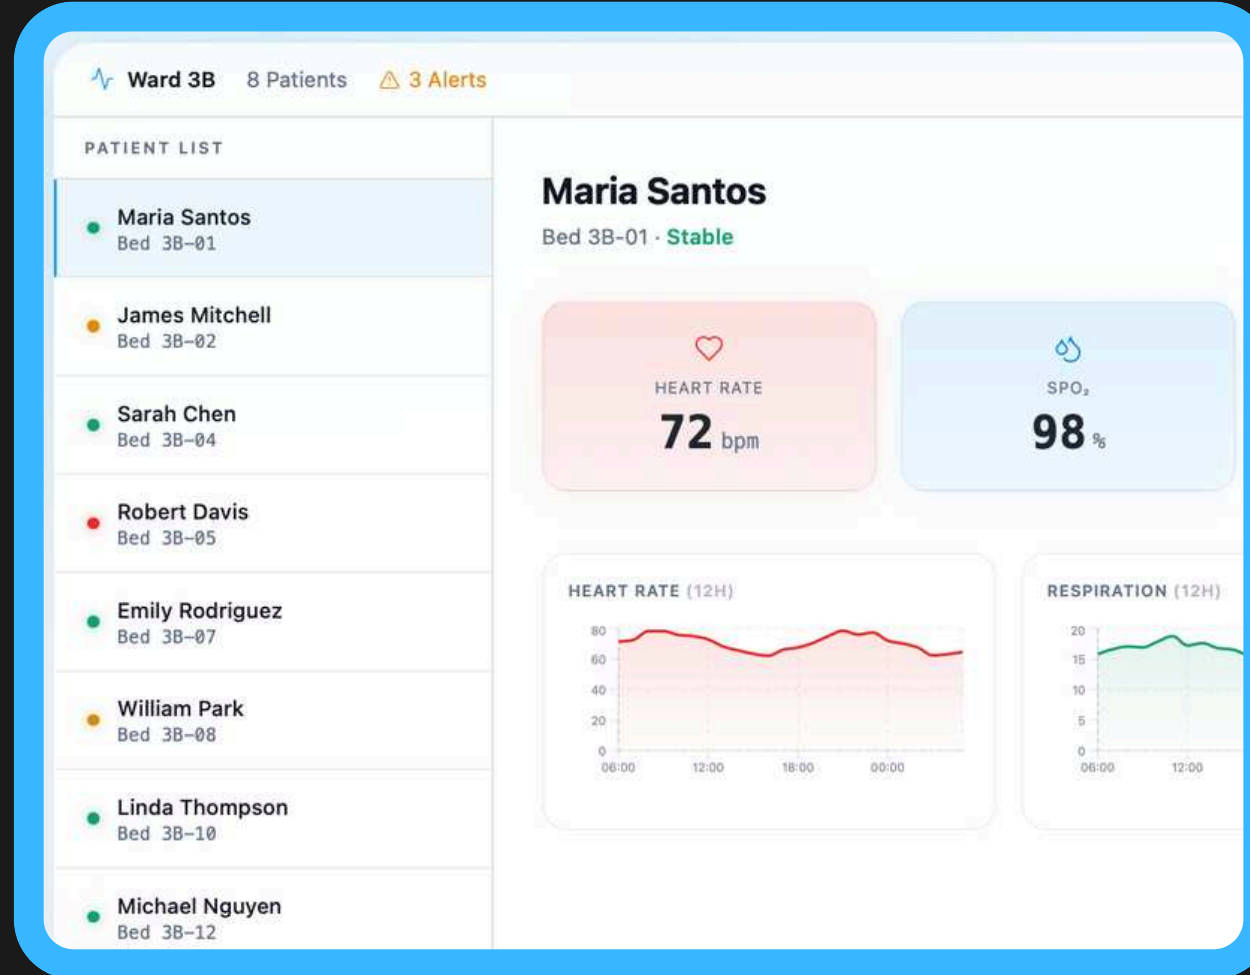 Ward 3B 8 Patients 3 Alerts
PATIENT LIST
Maria Santos
Bed 3B-01
James Mitchell
Bed 3B-02
Sarah Chen
Bed 3B-04
Robert Davis
Bed 3B-05
Emily Rodriguez
Bed 3B-07
William Park
Bed 3B-08
Linda Thompson
Bed 3B-10
Michael Nguyen
Bed 3B-12
Maria Santos
Bed 3B-01 · Stable
HEART RATE
72 bpm
SPO₂
98 %
HEART RATE (12H)
80
60
40
20
0
06:00 12:00 18:00 00:00
RESPIRATION (12H)
20
15
10
5
0
06:00 12:00